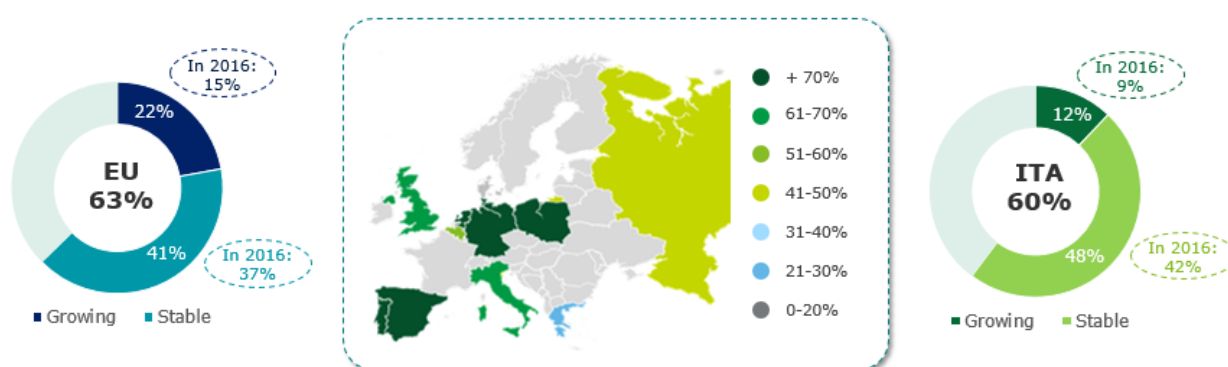 In 2016:
15%
22%
EU
63%
41%
In 2016:
37%
Growing
Stable
+ 70%
61-70%
51-60%
41-50%
31-40%
21-30%
0-20%
In 2016:
9%
12%
ITA
60%
48%
In 2016:
42%
Growing
Stable